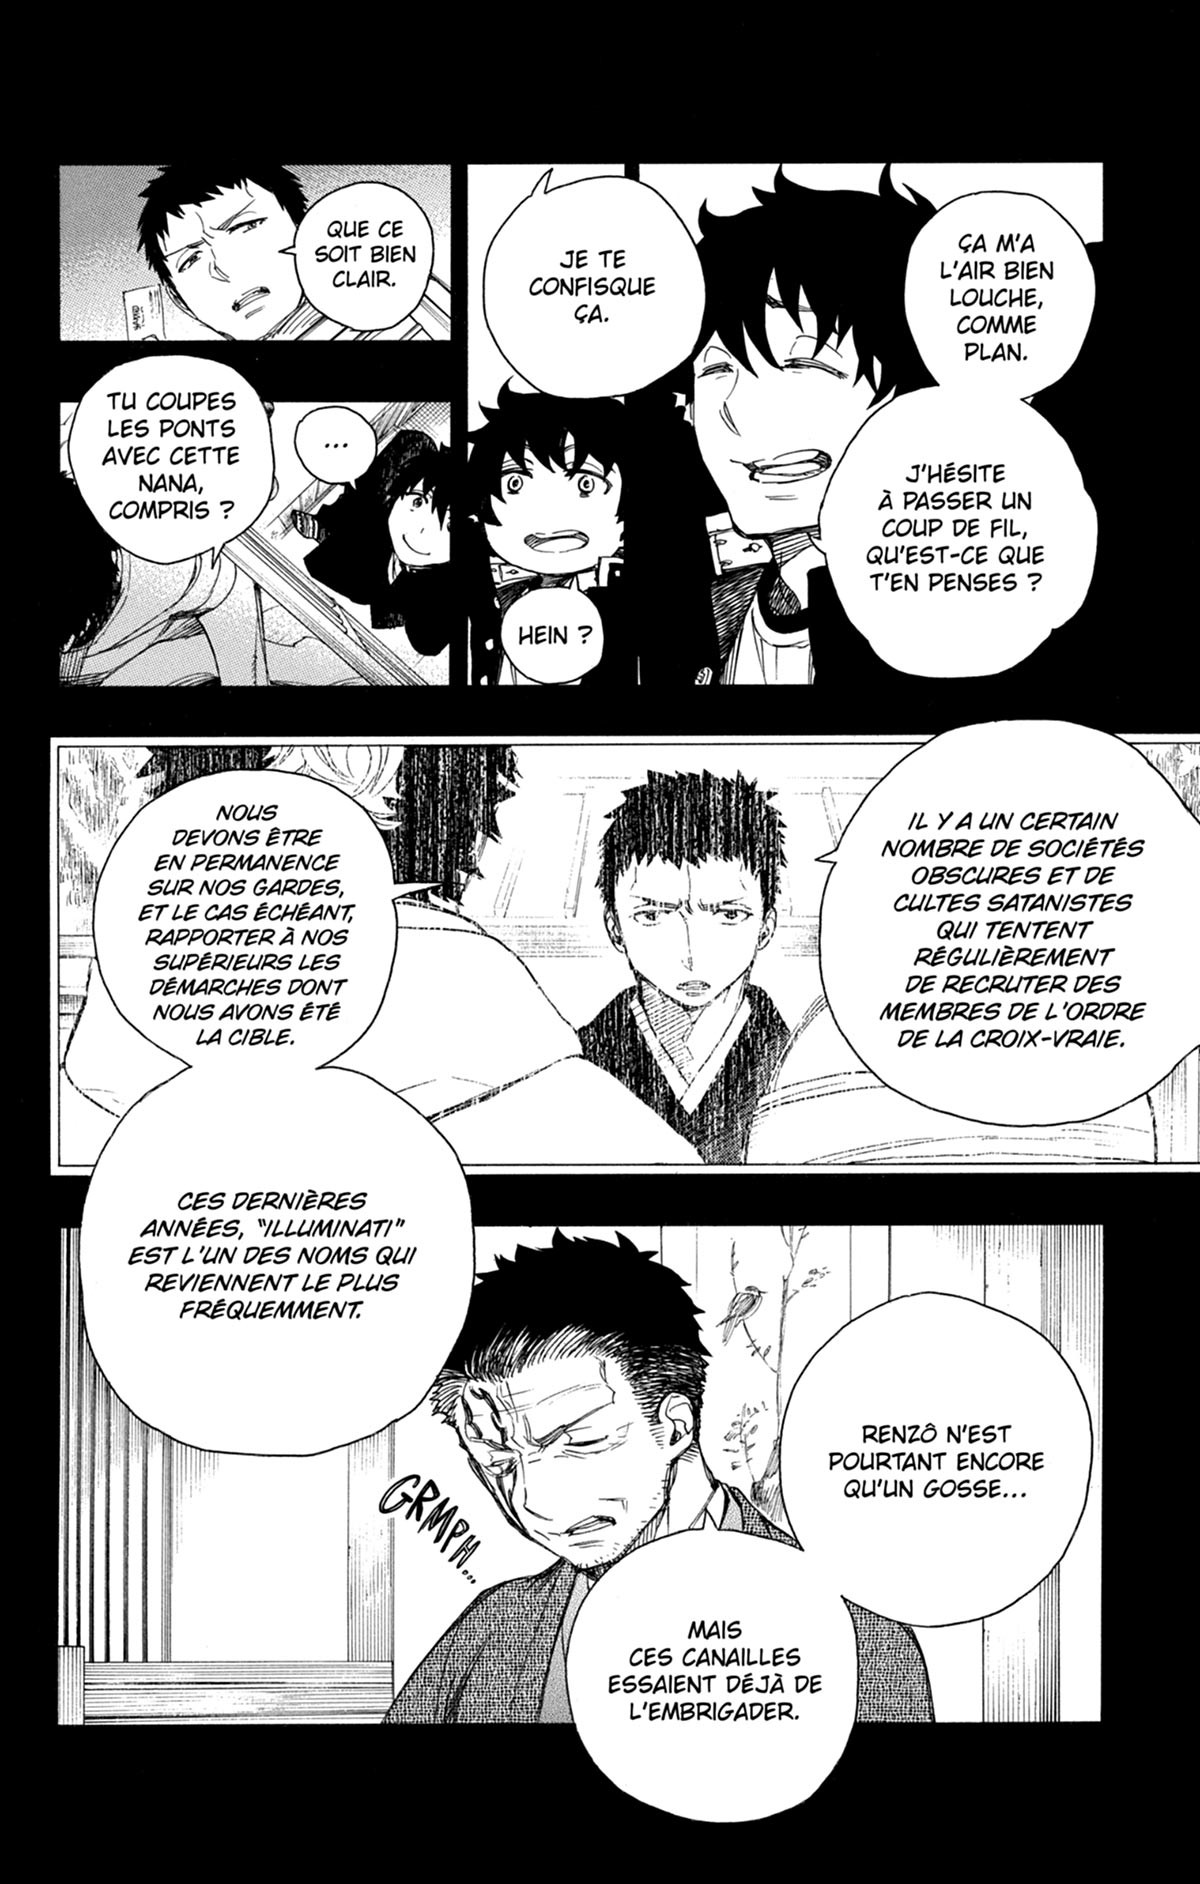 ÇA M'A
L'AIR BIEN
LOUCHE,
COMME
PLAN.
J'HÉSITE
À PASSER UN
COUP DE FIL,
QU'EST-CE QUE
T'EN PENSES ?
JE TE
CONFISQUE
ÇA.
HEIN ?
QUE CE
SOIT BIEN
CLAIR.
...
TU COUPES
LES PONTS
AVEC CETTE
NANA,
COMPRIS ?
IL Y A UN CERTAIN
NOMBRE DE SOCIÉTÉS
OBSCURES ET DE
CULTES SATANISTES
QUI TENTENT
RÉGULIÈREMENT
DE RECRUTER DES
MEMBRES DE L'ORDRE
DE LA CROIX-VRAIE.
NOUS
DEVONS ÊTRE
EN PERMANENCE
SUR NOS GARDES,
ET LE CAS ÉCHÉANT,
RAPPORTER À NOS
SUPÉRIEURS LES
DÉMARCHES DONT
NOUS AVONS ÉTÉ
LA CIBLE.
CES DERNIÈRES
ANNÉES, "ILLUMINATI"
EST L'UN DES NOMS QUI
REVIENNENT LE PLUS
FRÉQUEMMENT.
RENZÔ N'EST
POURTANT ENCORE
QU'UN GOSSE...
GRMPH...
MAIS
CES CANAILLES
ESSAIENT DÉJÀ DE
L'EMBRIGADER.